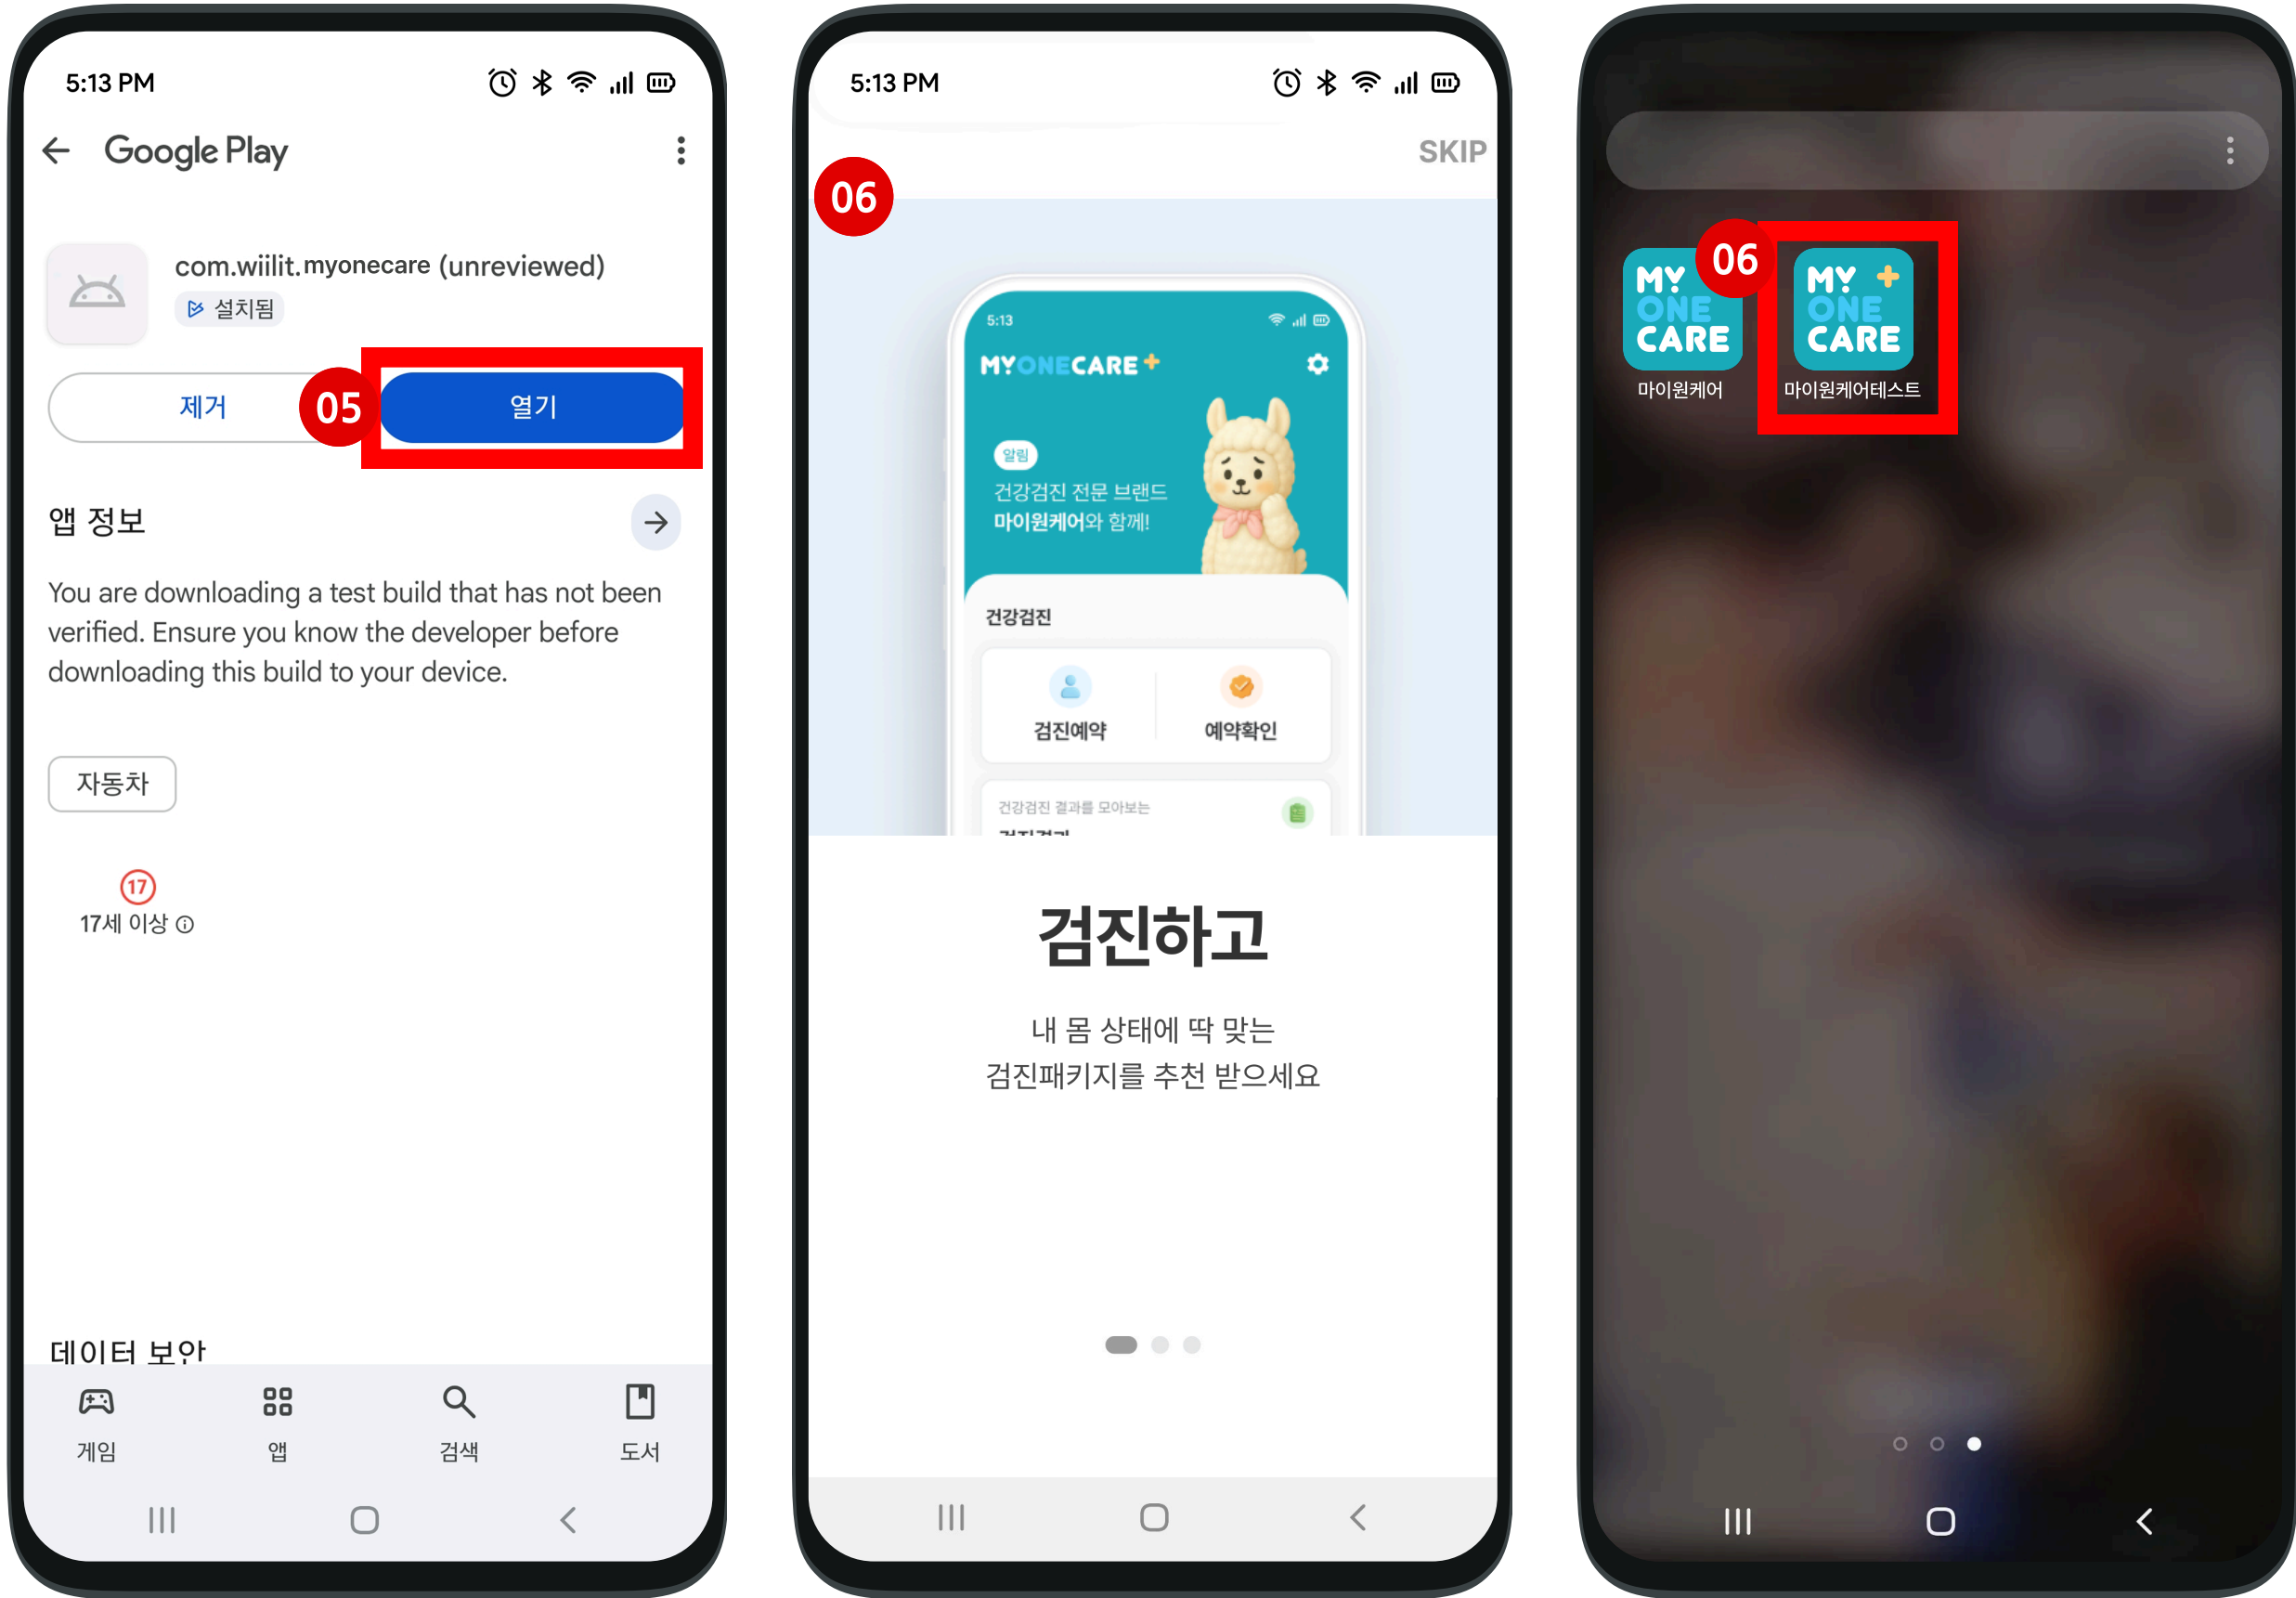 5:13 PM
Google Play
com.wiilit.myonecare (unreviewed)
설치됨
제거
05
열기
앱 정보
You are downloading a test build that has not been
verified. Ensure you know the developer before
downloading this build to your device.
자동차
17
17세 이상
데이터 보안
게임
앱
검색
도서
5:13 PM
SKIP
06
5:13
MYONECARE+
알림
건강검진 전문 브랜드
마이원케어와 함께!
건강검진
검진예약
예약확인
건강검진 결과를 모아보는
검진결과
검진하고
내 몸 상태에 딱 맞는
검진패키지를 추천 받으세요
06
MY
ONE
CARE
마이원케어
MY +
ONE
CARE
마이원케어테스트